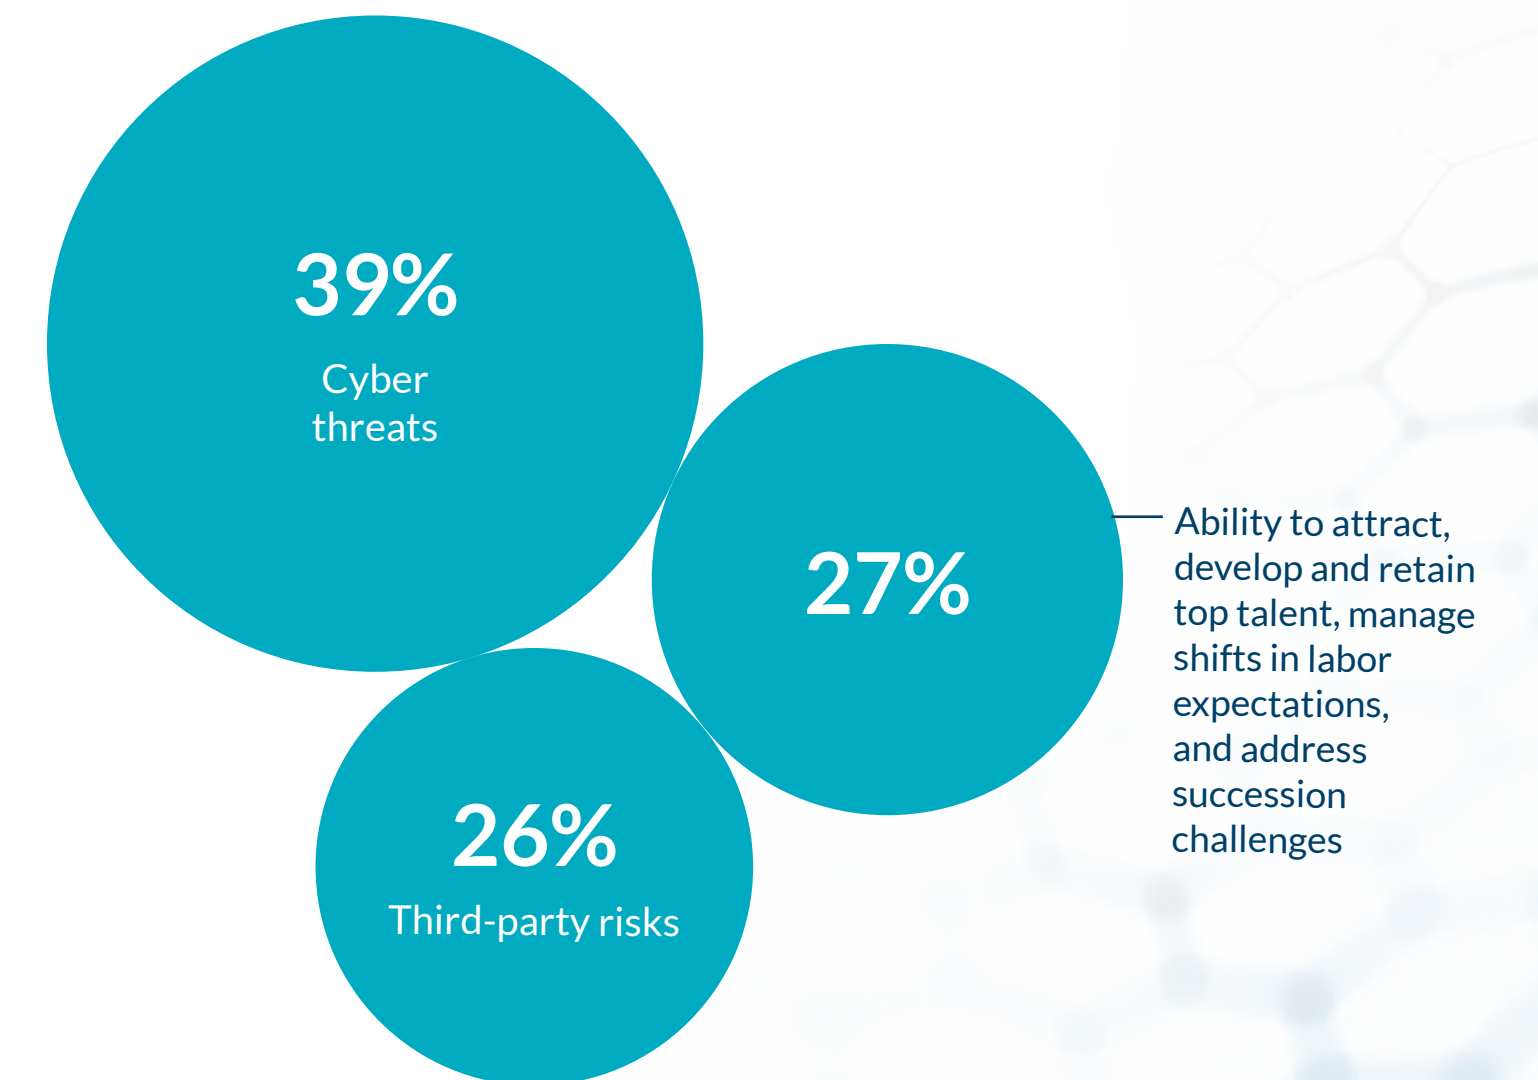 39%
Cyber
threats
27%
Ability to attract,
develop and retain
top talent, manage
shifts in labor
expectations,
and address
succession
challenges
26%
Third-party risks